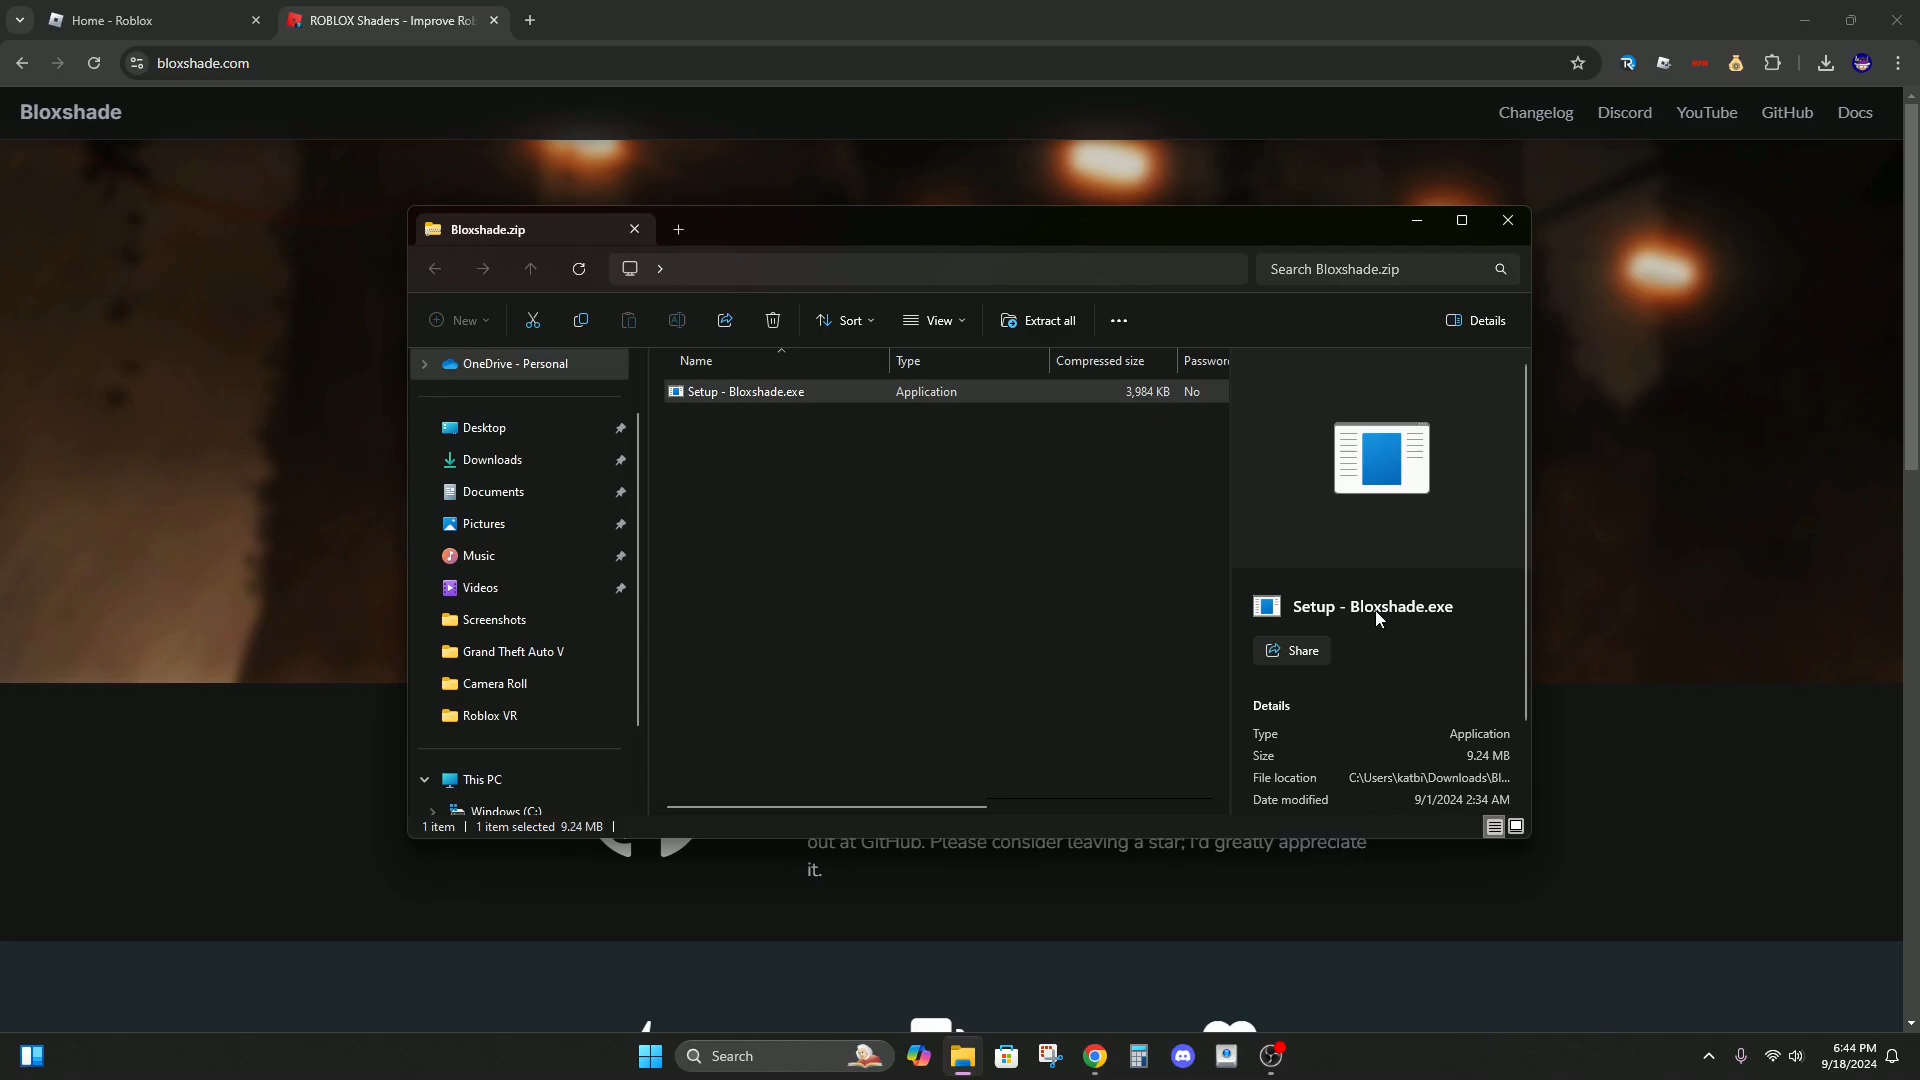 Home - Roblox
ROBLOX Shaders - Improve Rob
bloxshade.com
Bloxshade
Changelog Discord YouTube GitHub Docs
Bloxshade.zip
Search Bloxshade.zip
New Sort View Extract all Details
OneDrive - Personal
Desktop
Downloads
Documents
Pictures
Music
Videos
Screenshots
Grand Theft Auto V
Camera Roll
Roblox VR
This PC
Windows (C:)
Name Type Compressed size Password
Setup - Bloxshade.exe Application 3,984 KB No
Setup - Bloxshade.exe
Share
Details
Type Application
Size 9.24 MB
File location C:\Users\katbi\Downloads\Bl...
Date modified 9/1/2024 2:34 AM
1 item 1 item selected 9.24 MB
out at GitHub. Please consider leaving a star; I'd greatly appreciate
it.
Search
6:44 PM
9/18/2024